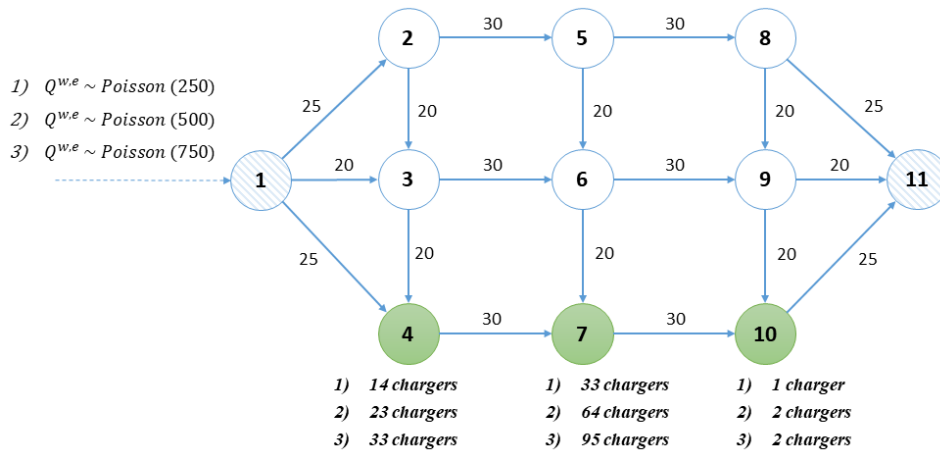 2
30
5
30
8
1) Q^{w,e} ~ Poisson (250)
2) Q^{w,e} ~ Poisson (500)
3) Q^{w,e} ~ Poisson (750)
25
20
20
20
25
1
20
3
30
6
30
9
20
11
25
20
20
20
25
4
30
7
30
10
1) 14 chargers
2) 23 chargers
3) 33 chargers
1) 33 chargers
2) 64 chargers
3) 95 chargers
1) 1 charger
2) 2 chargers
3) 2 chargers